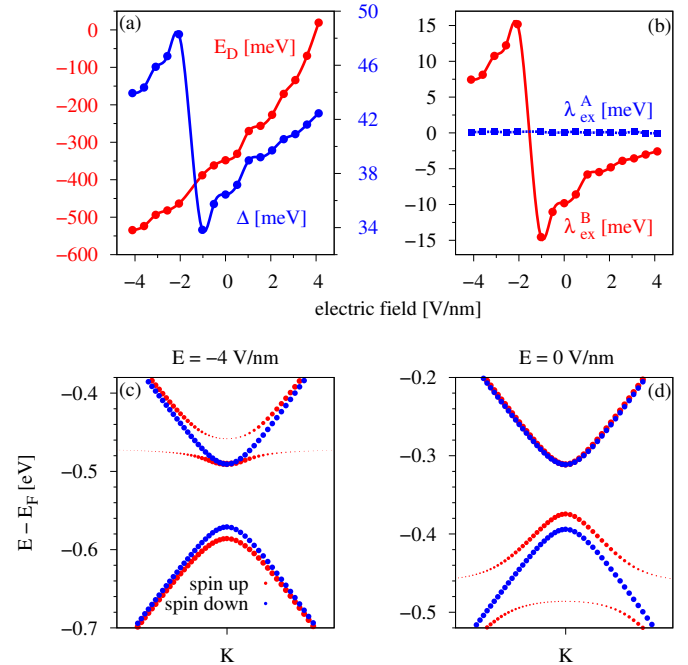 (a)
E_D [meV]
Δ [meV]
0
−100
−200
−300
−400
−500
−600
50
46
42
38
34
−4 −2 0 2 4
(b)
λ_ex^A [meV]
λ_ex^B [meV]
15
10
5
0
−5
−10
−15
−4 −2 0 2 4
electric field [V/nm]
E = −4 V/nm
(c)
−0.4
−0.5
−0.6
−0.7
E − E_F [eV]
spin up
spin down
K
E = 0 V/nm
(d)
−0.2
−0.3
−0.4
−0.5
K